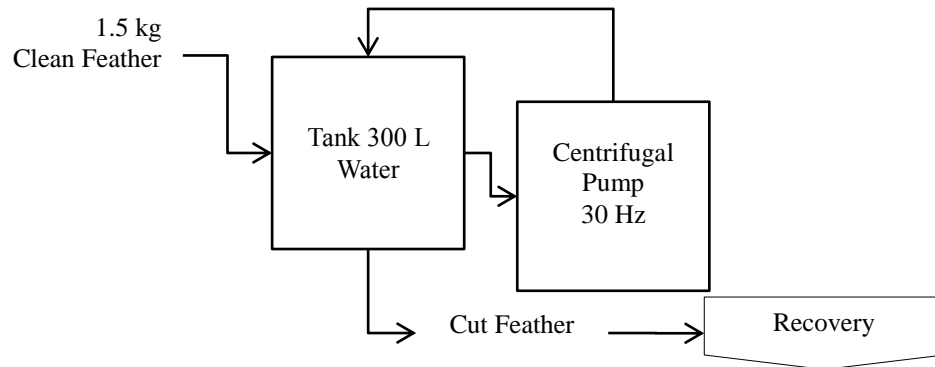 1.5 kg
Clean Feather
Tank 300 L
Water
Centrifugal
Pump
30 Hz
Cut Feather
Recovery